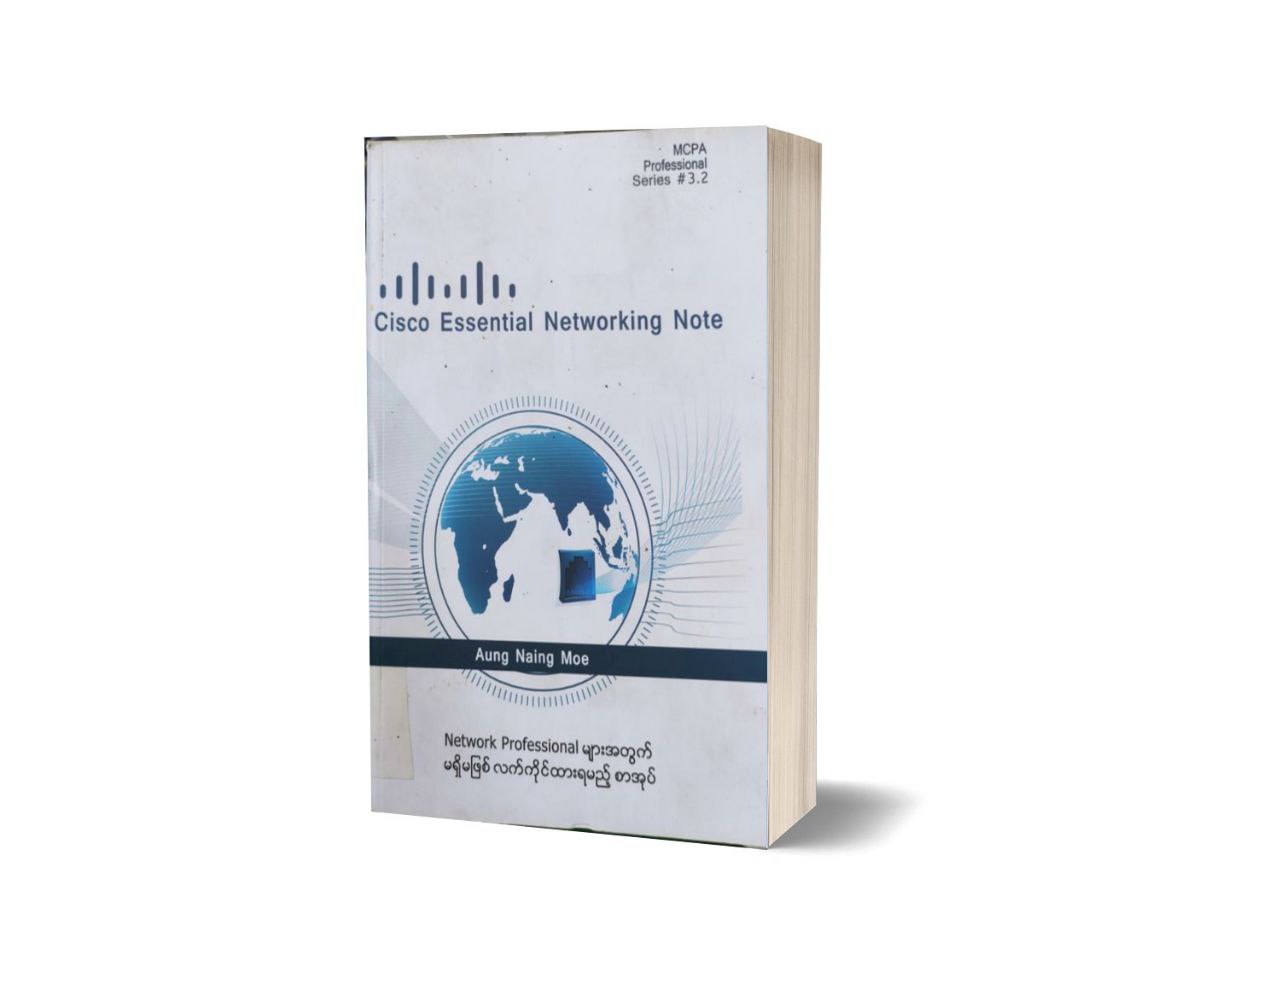 MCPA
Professional
Series #3.2
Cisco Essential Networking Note
Aung Naing Moe
Network Professional များအတွက်
မရှိမဖြစ် လက်ကိုင်ထားရမည့် စာအုပ်